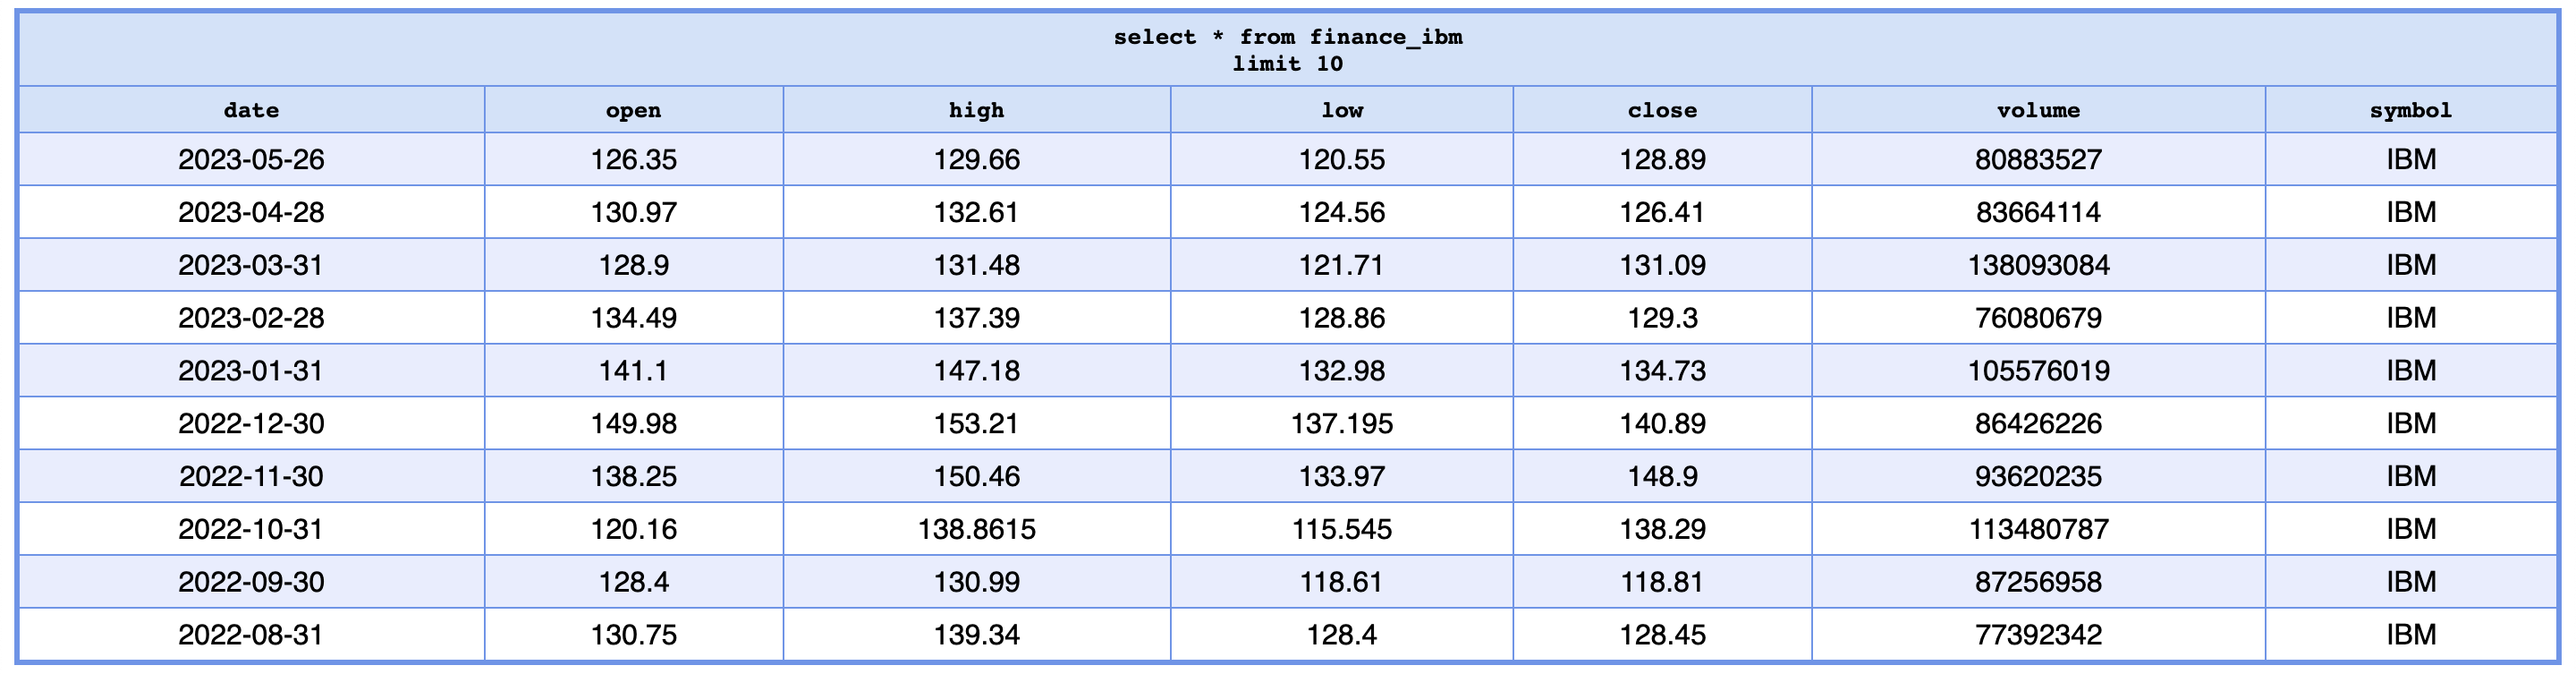 select * from finance_ibm
limit 10
date open high low close volume symbol
2023-05-26 126.35 129.66 120.55 128.89 80883527 IBM
2023-04-28 130.97 132.61 124.56 126.41 83664114 IBM
2023-03-31 128.9 131.48 121.71 131.09 138093084 IBM
2023-02-28 134.49 137.39 128.86 129.3 76080679 IBM
2023-01-31 141.1 147.18 132.98 134.73 105576019 IBM
2022-12-30 149.98 153.21 137.195 140.89 86426226 IBM
2022-11-30 138.25 150.46 133.97 148.9 93620235 IBM
2022-10-31 120.16 138.8615 115.545 138.29 113480787 IBM
2022-09-30 128.4 130.99 118.61 118.81 87256958 IBM
2022-08-31 130.75 139.34 128.4 128.45 77392342 IBM